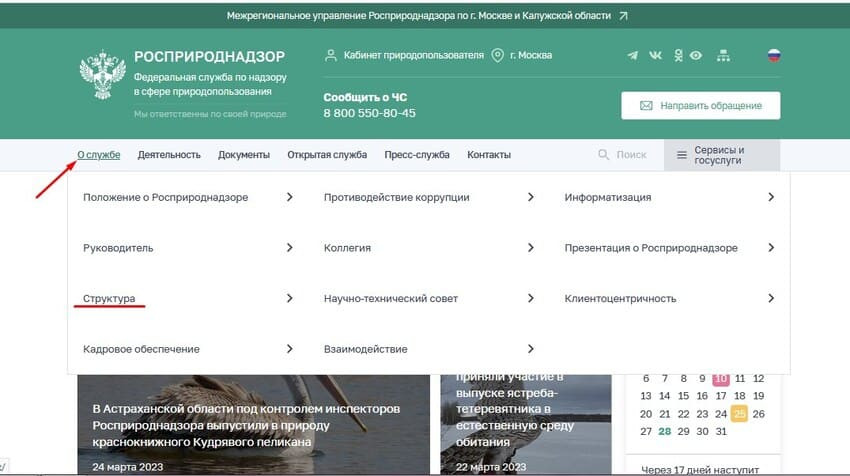 Межрегиональное управление Росприроднадзора по г. Москве и Калужской области
РОСПРИРОДНАДЗОР
Федеральная служба по надзору
в сфере природопользования
Мы ответственны по своей природе
Кабинет природопользователя
г. Москва
Сообщить о ЧС
8 800 550-80-45
Направить обращение
О службе
Деятельность
Документы
Открытая служба
Пресс-служба
Контакты
Поиск
Сервисы и
госуслуги
Положение о Росприроднадзоре
Противодействие коррупции
Информатизация
Руководитель
Коллегия
Презентация о Росприроднадзоре
Структура
Научно-технический совет
Клиентоцентричность
Кадровое обеспечение
Взаимодействие
В Астраханской области под контролем инспекторов
Росприроднадзора выпустили в природу
краснокнижного Кудрявого пеликана
24 марта 2023
приняли участие в
выпуске ястреба-
тетеревятника в
естественную среду
обитания
22 марта 2023
6 7 8 9 10 11 12
13 14 15 16 17 18 19
20 21 22 23 24 25 26
27 28 29 30 31
Через 17 дней наступит